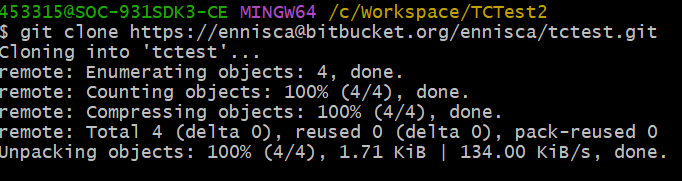 453315@SOC-931SDK3-CE MINGW64 /c/Workspace/TCTest2
$ git clone https://ennisca@bitbucket.org/ennisca/tctest.git
Cloning into 'tctest'...
remote: Enumerating objects: 4, done.
remote: Counting objects: 100% (4/4), done.
remote: Compressing objects: 100% (4/4), done.
remote: Total 4 (delta 0), reused 0 (delta 0), pack-reused 0
Unpacking objects: 100% (4/4), 1.71 KiB | 134.00 KiB/s, done.